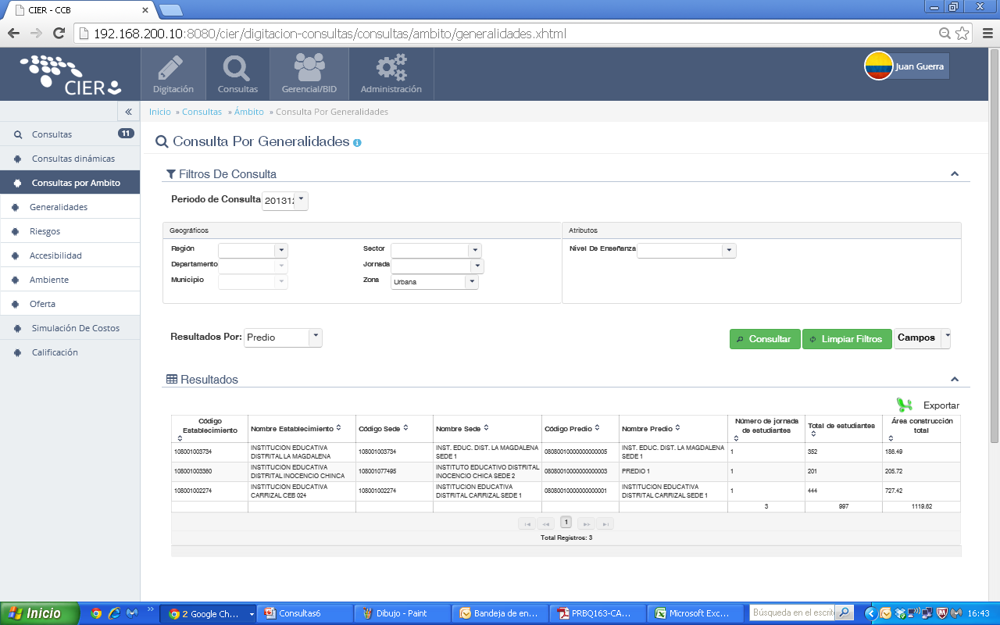 CIER - CCB
192.168.200.10:8080/cier/digitacion-consultas/consultas/ambito/generalidades.xhtml
CIER
Digitación
Consultas
Gerencial/BID
Administración
Juan Guerra
Inicio » Consultas » Ámbito » Consulta Por Generalidades
Consultas 11
Consultas dinámicas
Consultas por Ambito
Generalidades
Riesgos
Accesibilidad
Ambiente
Oferta
Simulación De Costos
Calificación
Consulta Por Generalidades
Filtros De Consulta
Periodo de Consulta 20131
Geográficos
Atributos
Región
Sector
Nivel De Enseñanza
Departamento
Jornada
Municipio
Zona Urbana
Resultados Por: Predio
Consultar
Limpiar Filtros
Campos
Resultados
Exportar
Código Establecimiento
Nombre Establecimiento
Código Sede
Nombre Sede
Código Predio
Nombre Predio
Número de jornada de estudiantes
Total de estudiantes
Área construcción total
108001003734
INSTITUCION EDUCATIVA
DISTRITAL LA MAGDALENA
108001003734
INST. EDUC. DIST. LA MAGDALENA
SEDE 1
08080010000000000005
INST. EDUC. DIST. LA MAGDALENA
SEDE 1
1
352
186.49
108001003360
INSTITUCION EDUCATIVA
DISTRITAL INOCENCIO CHINCA
108001077495
INSTITUTO EDUCATIVO DISTRITAL
INOCENCIO CHICA SEDE 2
08080010000000000003
PREDIO 1
1
201
205.72
108001002274
INSTITUCION EDUCATIVA
CARRIZAL CEB 024
108001002274
INSTITUCION EDUCATIVA
DISTRITAL CARRIZAL SEDE 1
08080010000000000001
INSTITUCION EDUCATIVA
DISTRITAL CARRIZAL SEDE 1
1
444
727.42
3
997
1119.62
1
Total Registros: 3
Inicio
2 Google Ch...
Consultas6
Dibujo - Paint
Bandeja de en...
PRBQ163-CA...
Microsoft Exc...
Búsqueda en el escrit
16:43